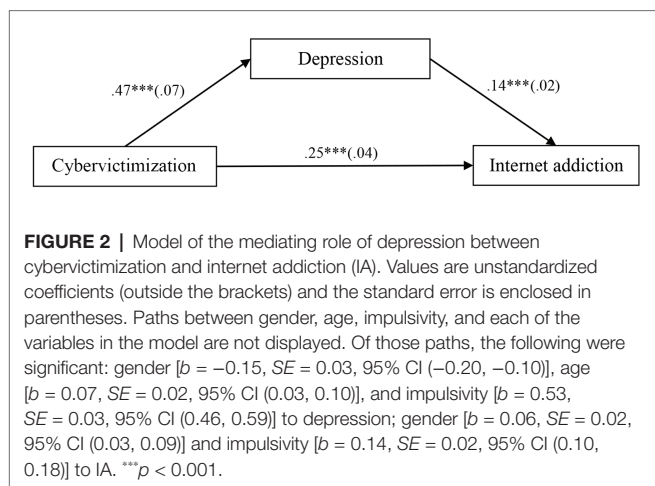 Depression
.47***(.07)
.14***(.02)
Cybervictimization
.25***(.04)
Internet addiction
FIGURE 2 | Model of the mediating role of depression between
cybervictimization and internet addiction (IA). Values are unstandardized
coefficients (outside the brackets) and the standard error is enclosed in
parentheses. Paths between gender, age, impulsivity, and each of the
variables in the model are not displayed. Of those paths, the following were
significant: gender [b = −0.15, SE = 0.03, 95% CI (−0.20, −0.10)], age
[b = 0.07, SE = 0.02, 95% CI (0.03, 0.10)], and impulsivity [b = 0.53,
SE = 0.03, 95% CI (0.46, 0.59)] to depression; gender [b = 0.06, SE = 0.02,
95% CI (0.03, 0.09)] and impulsivity [b = 0.14, SE = 0.02, 95% CI (0.10,
0.18)] to IA. ***p < 0.001.